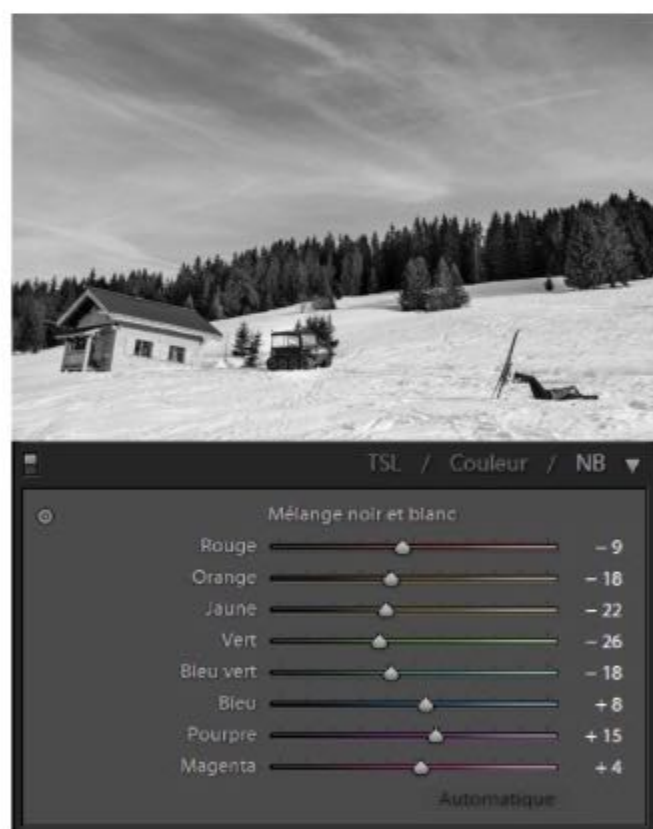 TSL / Couleur / NB
Mélange noir et blanc
Rouge − 9
Orange − 18
Jaune − 22
Vert − 26
Bleu vert − 18
Bleu + 8
Pourpre + 15
Magenta + 4
Automatique